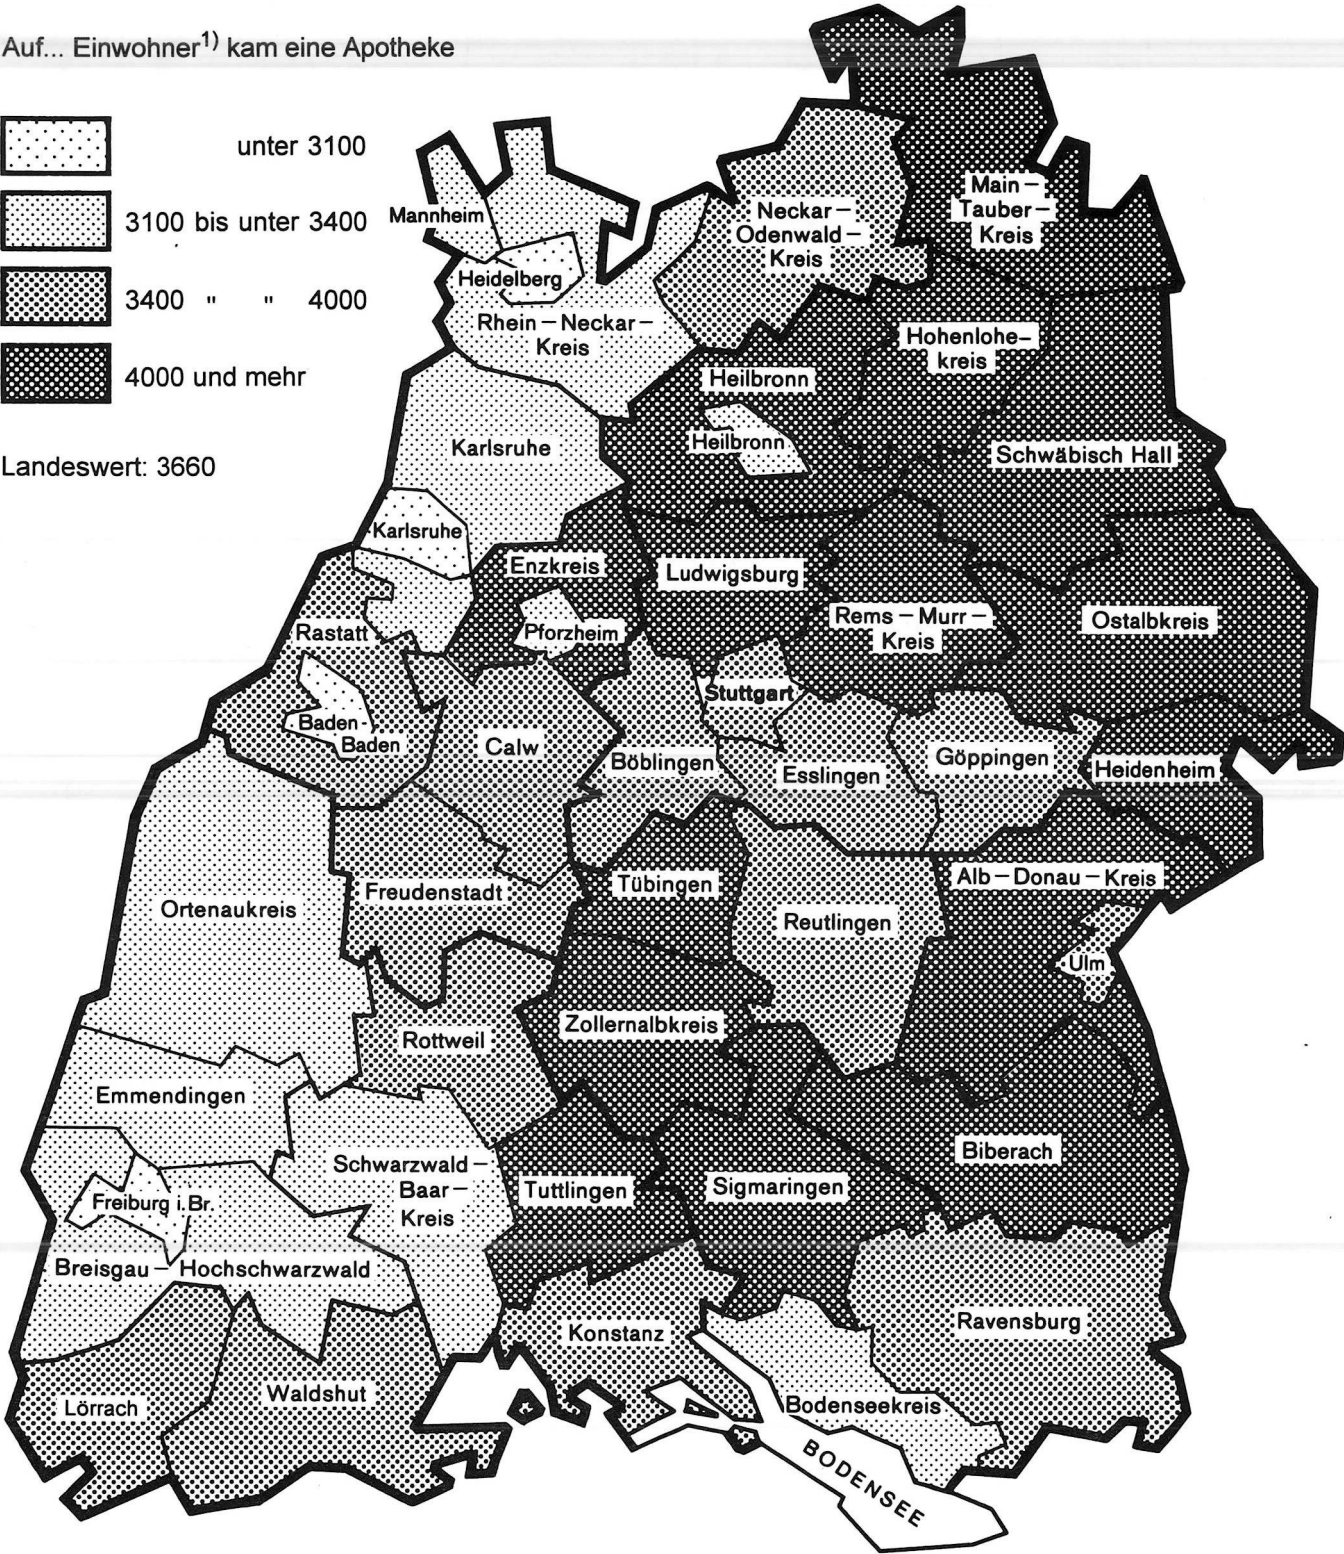 Auf... Einwohner1) kam eine Apotheke
unter 3100
3100 bis unter 3400
3400 " " 4000
4000 und mehr
Landeswert: 3660
Main–
Tauber–
Kreis
Neckar–
Odenwald–
Kreis
Mannheim
Heidelberg
Rhein–Neckar–
Kreis
Hohenlohe–
kreis
Heilbronn
Heilbronn
Karlsruhe
Schwäbisch Hall
Karlsruhe
Enzkreis
Ludwigsburg
Rastatt
Pforzheim
Rems–Murr–
Kreis
Ostalbkreis
Stuttgart
Baden-
Baden
Calw
Böblingen
Esslingen
Göppingen
Heidenheim
Ortenaukreis
Freudenstadt
Tübingen
Reutlingen
Alb–Donau–Kreis
Ulm
Rottweil
Zollernalbkreis
Emmendingen
Schwarzwald–
Baar–
Kreis
Tuttlingen
Sigmaringen
Biberach
Freiburg i.Br.
Breisgau–Hochschwarzwald
Konstanz
Ravensburg
Lörrach
Waldshut
Bodenseekreis
BODENSEE